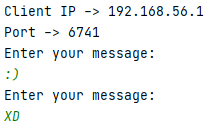 Client IP -> 192.168.56.1
Port -> 6741
Enter your message:
:)
Enter your message:
XD